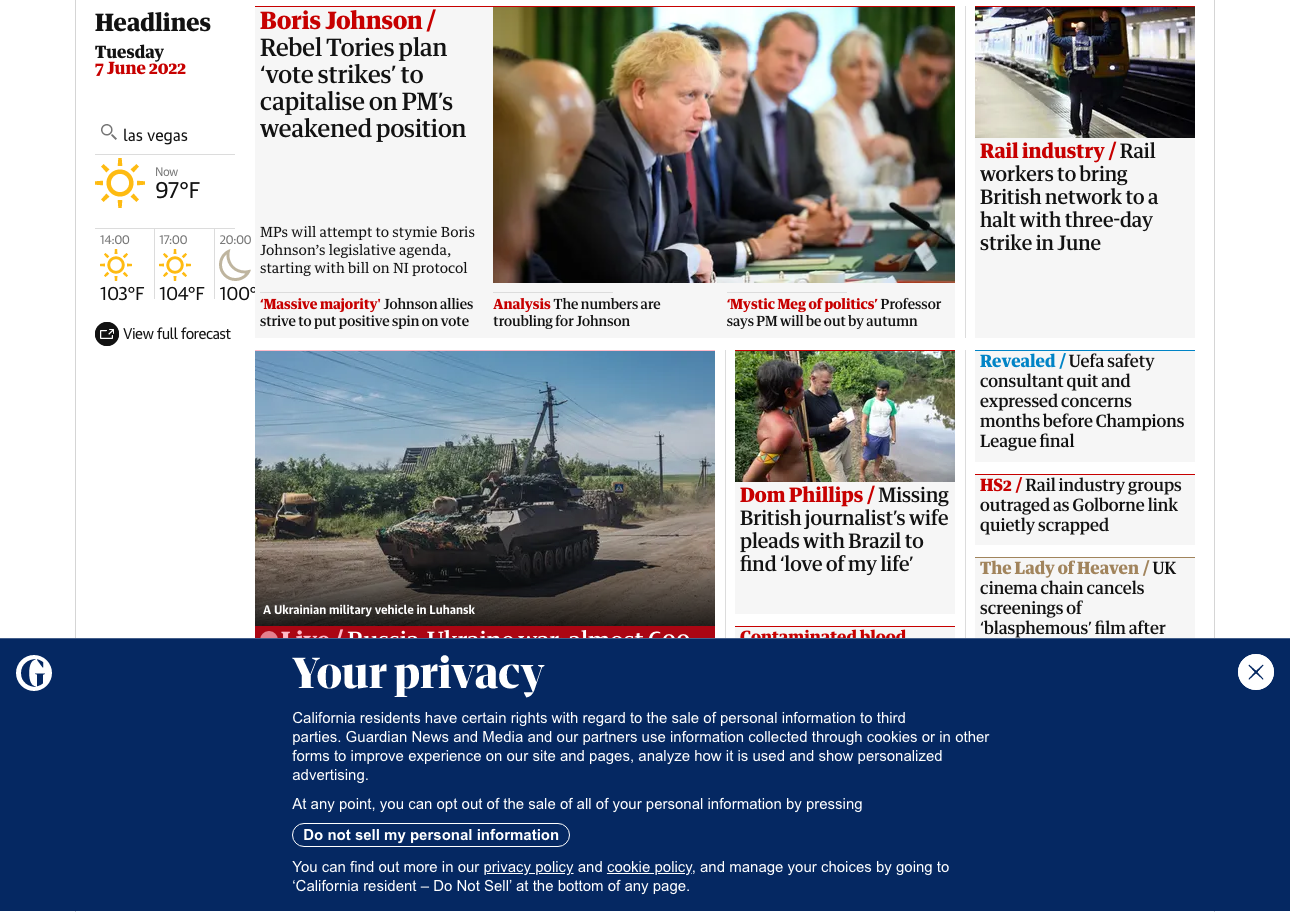 Headlines
Tuesday
7 June 2022
las vegas
Now
97°F
14:00
17:00
20:00
103°F
104°F
100°
View full forecast
Boris Johnson /
Rebel Tories plan
‘vote strikes’ to
capitalise on PM’s
weakened position
MPs will attempt to stymie Boris
Johnson’s legislative agenda,
starting with bill on NI protocol
‘Massive majority’ Johnson allies
strive to put positive spin on vote
Analysis The numbers are
troubling for Johnson
‘Mystic Meg of politics’ Professor
says PM will be out by autumn
Rail industry / Rail
workers to bring
British network to a
halt with three-day
strike in June
A Ukrainian military vehicle in Luhansk
Live / Russia-Ukraine war: almost 600
Dom Phillips / Missing
British journalist’s wife
pleads with Brazil to
find ‘love of my life’
Contaminated blood
Revealed / Uefa safety
consultant quit and
expressed concerns
months before Champions
League final
HS2 / Rail industry groups
outraged as Golborne link
quietly scrapped
The Lady of Heaven / UK
cinema chain cancels
screenings of
‘blasphemous’ film after
G
Your privacy
California residents have certain rights with regard to the sale of personal information to third
parties. Guardian News and Media and our partners use information collected through cookies or in other
forms to improve experience on our site and pages, analyze how it is used and show personalized
advertising.
At any point, you can opt out of the sale of all of your personal information by pressing
Do not sell my personal information
You can find out more in our privacy policy and cookie policy, and manage your choices by going to
‘California resident – Do Not Sell’ at the bottom of any page.